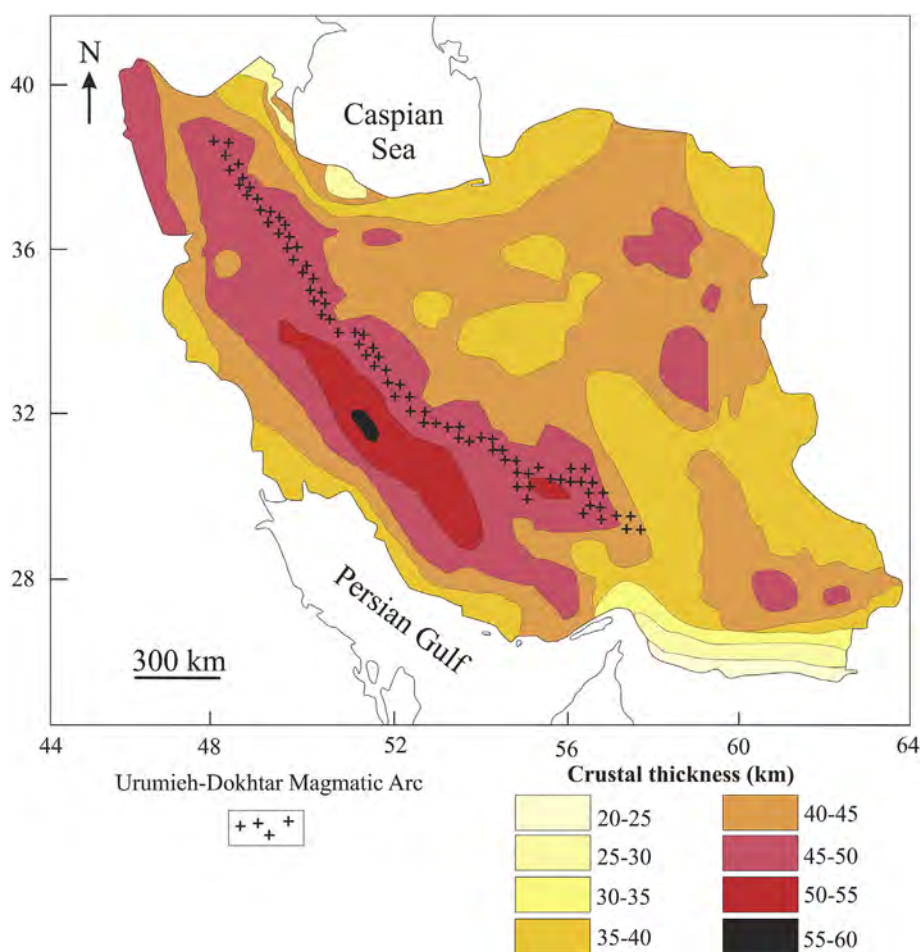 N
40
36
32
28
Caspian
Sea
Persian Gulf
300 km
44
48
52
56
60
64
Urumieh-Dokhtar Magmatic Arc
Crustal thickness (km)
20-25
25-30
30-35
35-40
40-45
45-50
50-55
55-60